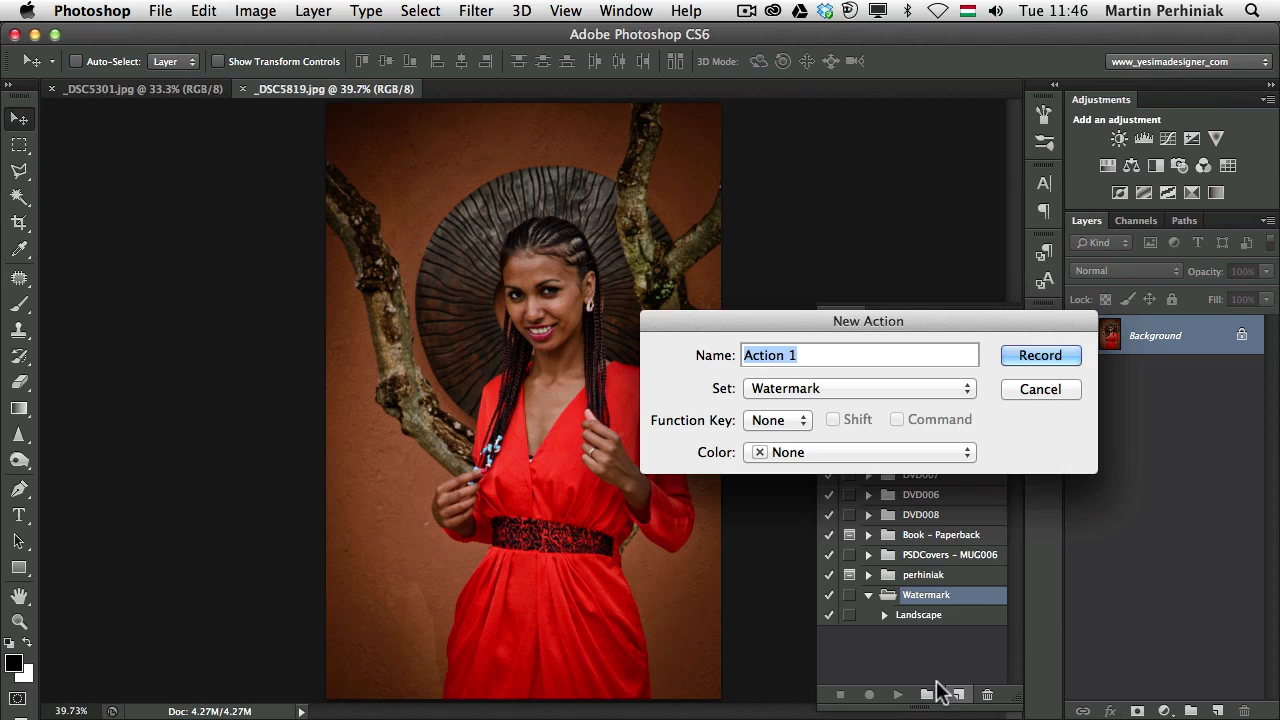 Photoshop File Edit Image Layer Type Select Filter 3D View Window Help Tue 11:46 Martin Perhiniak
Adobe Photoshop CS6
Auto-Select: Layer Show Transform Controls 3D Mode: www_yesimadesigner_com
_DSC5301.jpg @ 33.3% (RGB/8) _DSC5819.jpg @ 39.7% (RGB/8)
Adjustments
Add an adjustment
Layers Channels Paths
Kind
Normal Opacity: 100%
Lock: Fill: 100%
Background
New Action
Name: Action 1 Record
Set: Watermark Cancel
Function Key: None Shift Command
Color: None
DVD007
DVD006
DVD008
Book - Paperback
PSDCovers - MUG006
perhiniak
Watermark
Landscape
39.73% Doc: 4.27M/4.27M